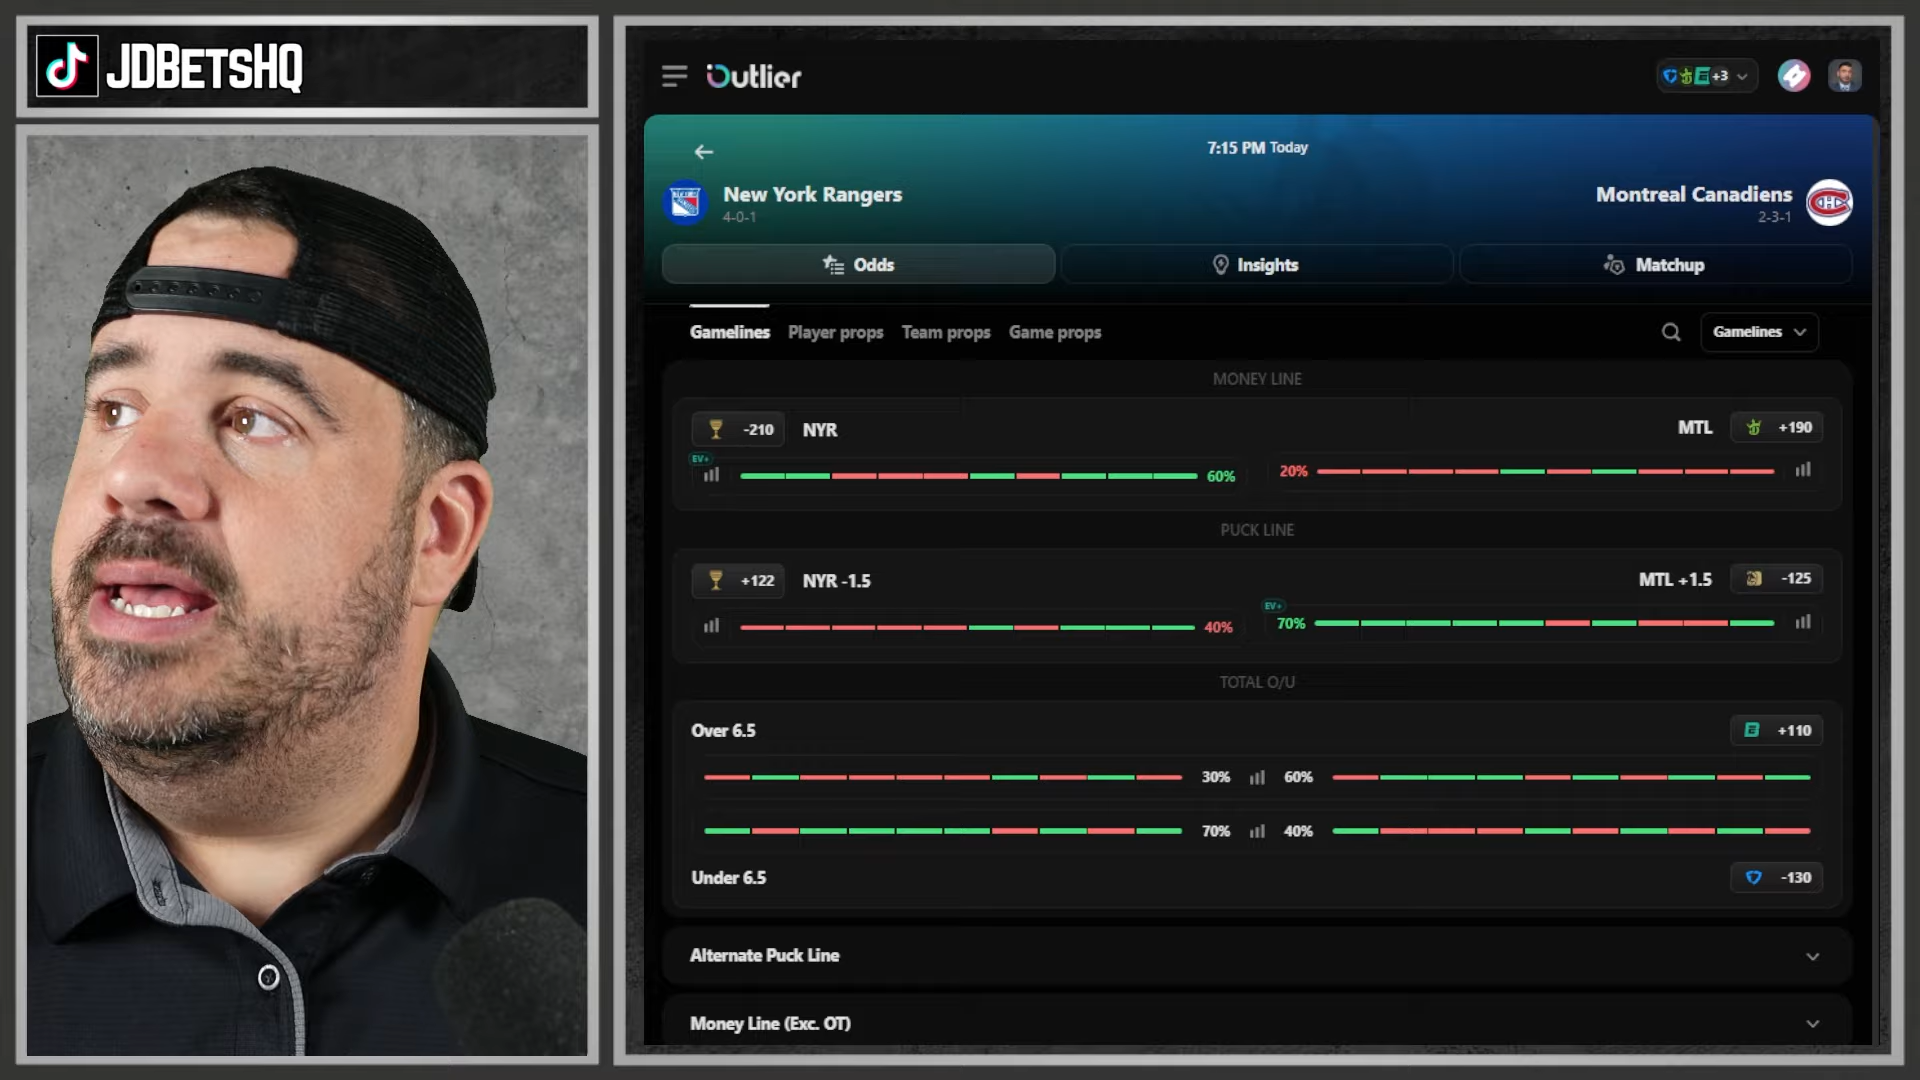 JDBETSHQ
Outlier
+3
7:15 PM Today
New York Rangers
4-0-1
Montreal Canadiens
2-3-1
Odds
Insights
Matchup
Gamelines
Player props
Team props
Game props
Gamelines
MONEY LINE
-210
NYR
MTL
+190
EV+
60%
20%
PUCK LINE
+122
NYR -1.5
MTL +1.5
-125
EV+
40%
70%
TOTAL O/U
Over 6.5
+110
30%
60%
70%
40%
Under 6.5
-130
Alternate Puck Line
Money Line (Exc. OT)